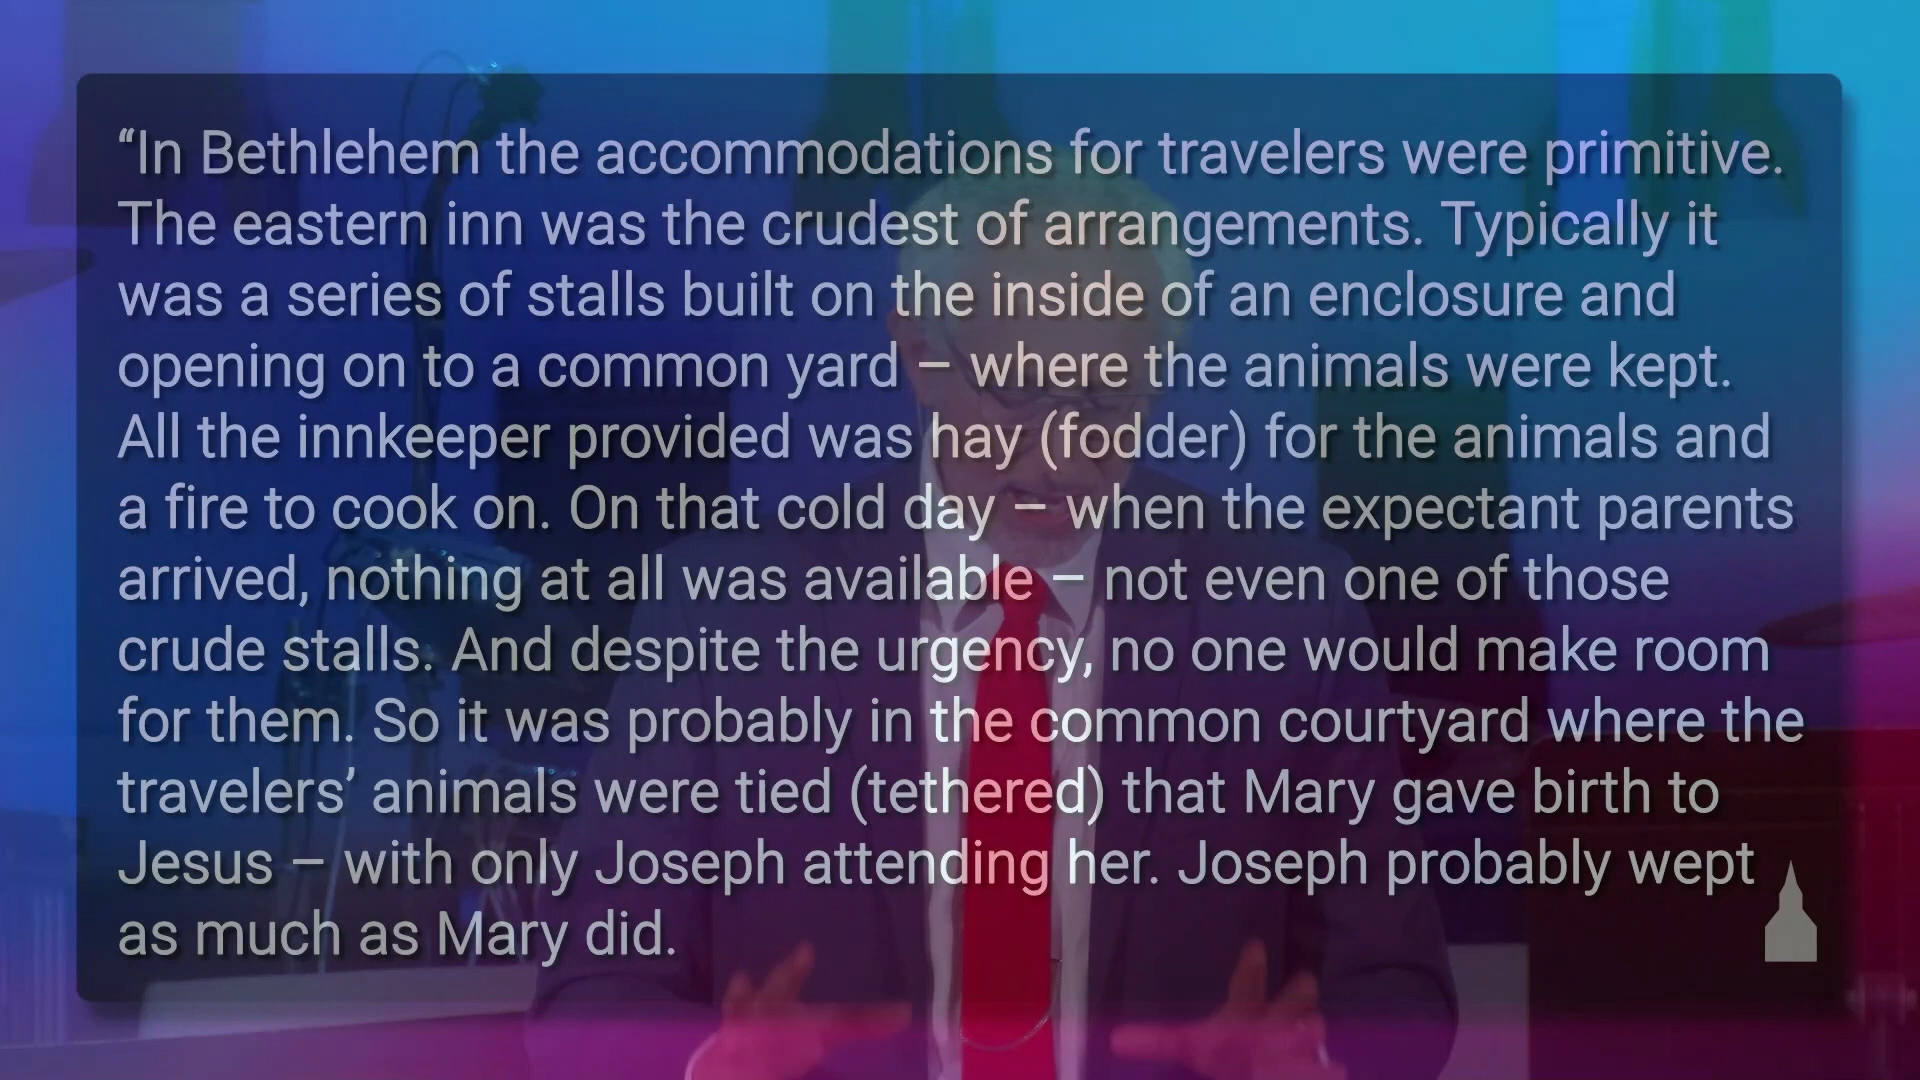 “In Bethlehem the accommodations for travelers were primitive.
The eastern inn was the crudest of arrangements. Typically it
was a series of stalls built on the inside of an enclosure and
opening on to a common yard – where the animals were kept.
All the innkeeper provided was hay (fodder) for the animals and
a fire to cook on. On that cold day – when the expectant parents
arrived, nothing at all was available – not even one of those
crude stalls. And despite the urgency, no one would make room
for them. So it was probably in the common courtyard where the
travelers’ animals were tied (tethered) that Mary gave birth to
Jesus – with only Joseph attending her. Joseph probably wept
as much as Mary did.